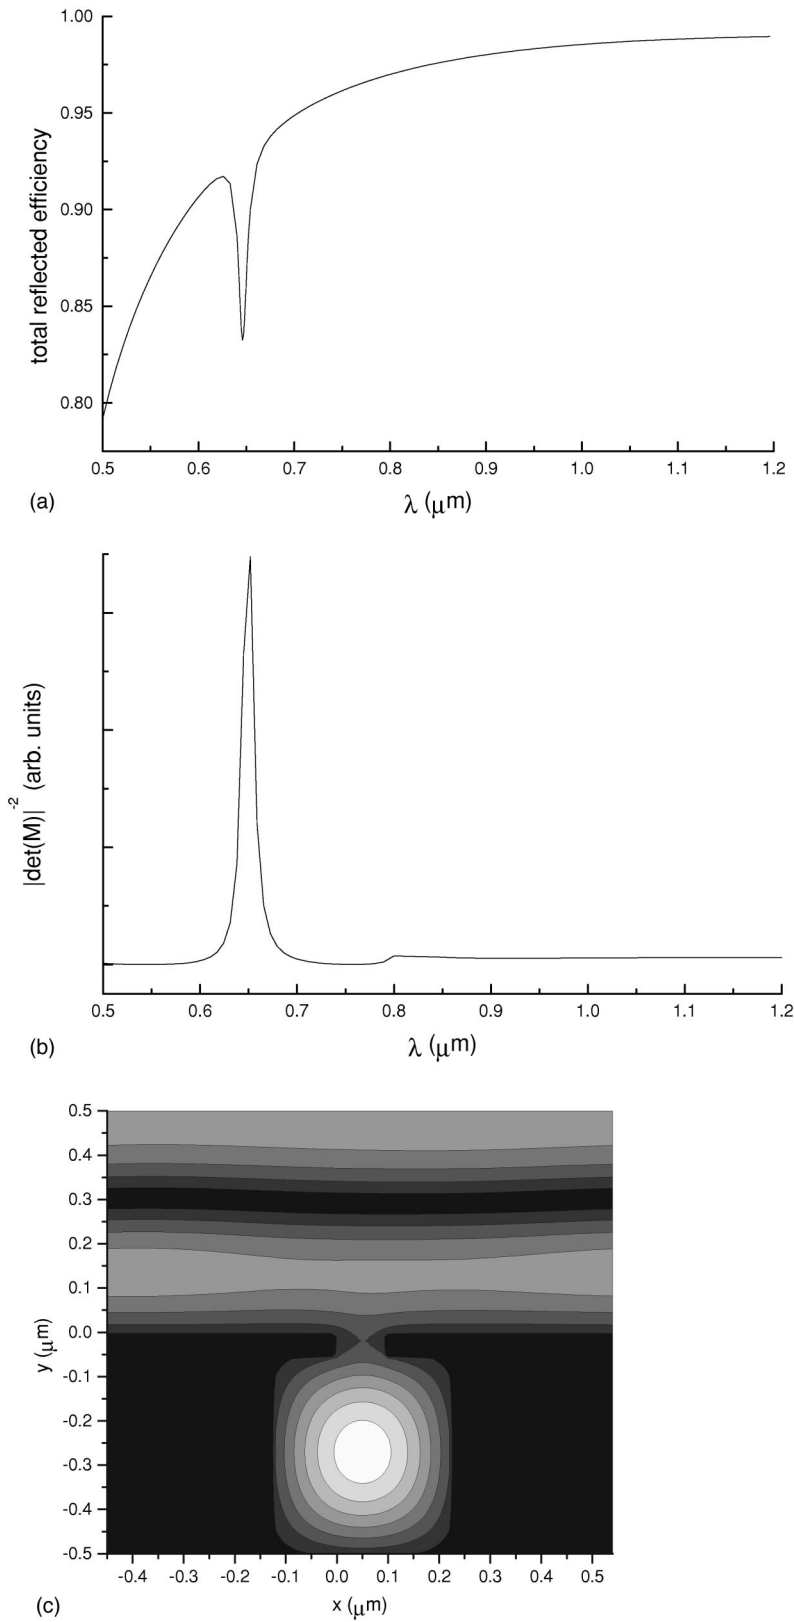 1.00
0.95
0.90
0.85
0.80
total reflected efficiency
0.5 0.6 0.7 0.8 0.9 1.0 1.1 1.2
λ (μm)
(a)
|det(M)|⁻² (arb. units)
0.5 0.6 0.7 0.8 0.9 1.0 1.1 1.2
λ (μm)
(b)
0.5
0.4
0.3
0.2
0.1
0.0
-0.1
-0.2
-0.3
-0.4
-0.5
y (μm)
-0.4 -0.3 -0.2 -0.1 0.0 0.1 0.2 0.3 0.4 0.5
x (μm)
(c)